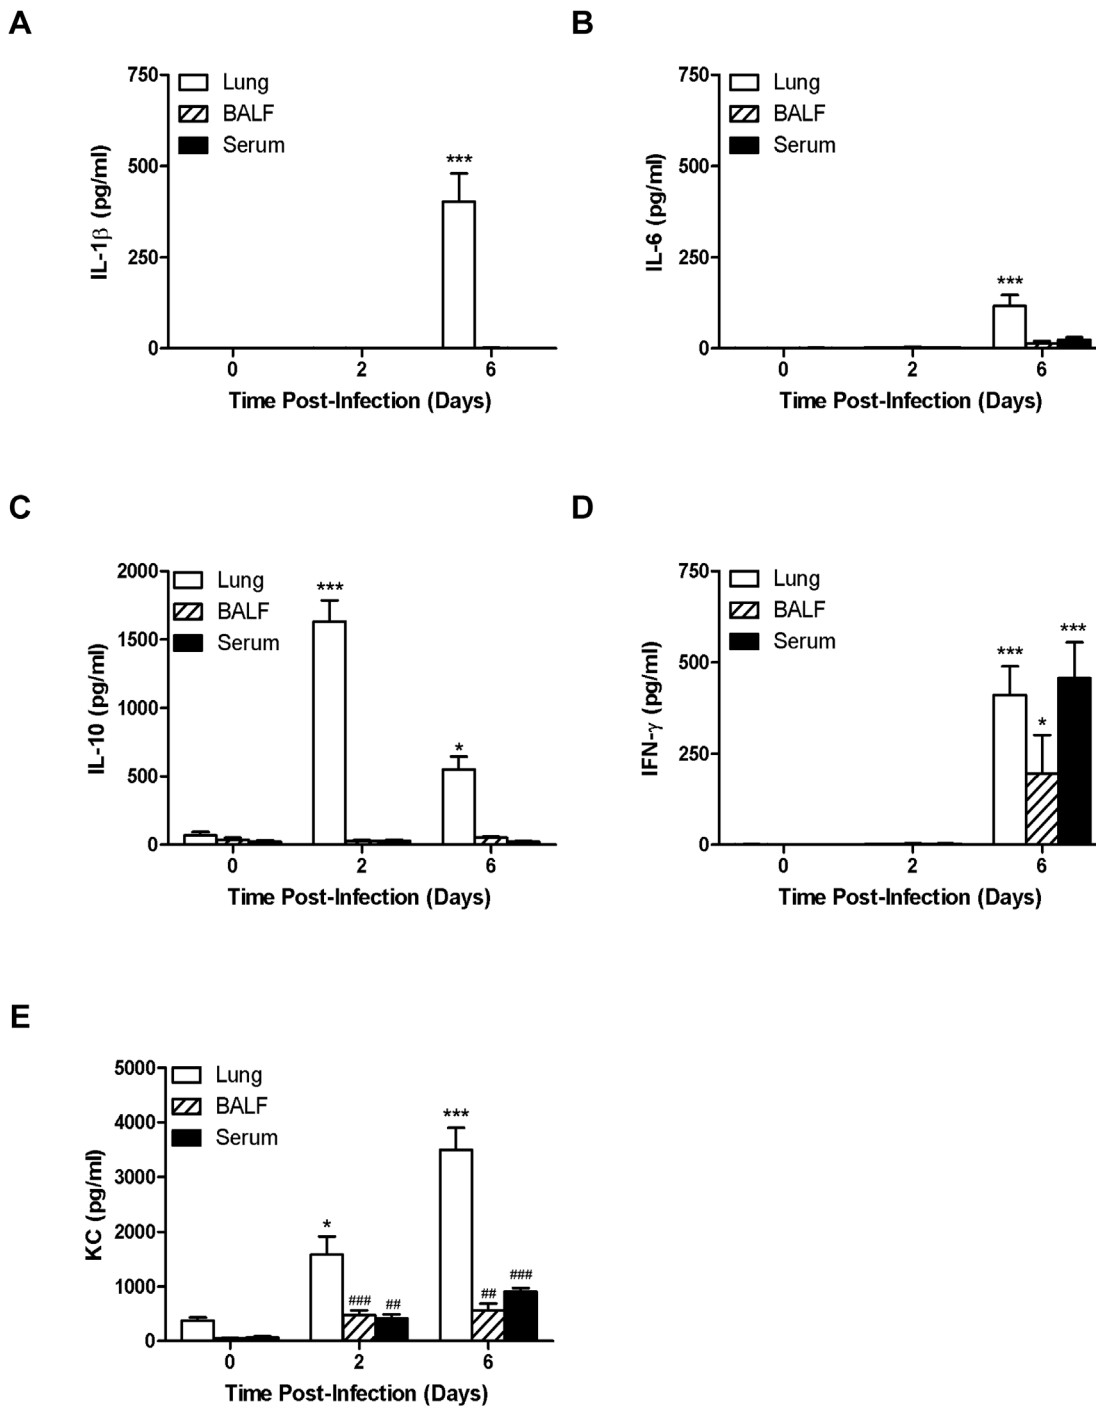 A
750
500
250
0
IL-1β (pg/ml)
Lung
BALF
Serum
***
0 2 6
Time Post-Infection (Days)
B
750
500
250
0
IL-6 (pg/ml)
Lung
BALF
Serum
***
0 2 6
Time Post-Infection (Days)
C
2000
1500
1000
500
0
IL-10 (pg/ml)
Lung
BALF
Serum
***
*
0 2 6
Time Post-Infection (Days)
D
750
500
250
0
IFN-γ (pg/ml)
Lung
BALF
Serum
***
*
***
0 2 6
Time Post-Infection (Days)
E
5000
4000
3000
2000
1000
0
KC (pg/ml)
Lung
BALF
Serum
*
###
##
***
##
###
0 2 6
Time Post-Infection (Days)